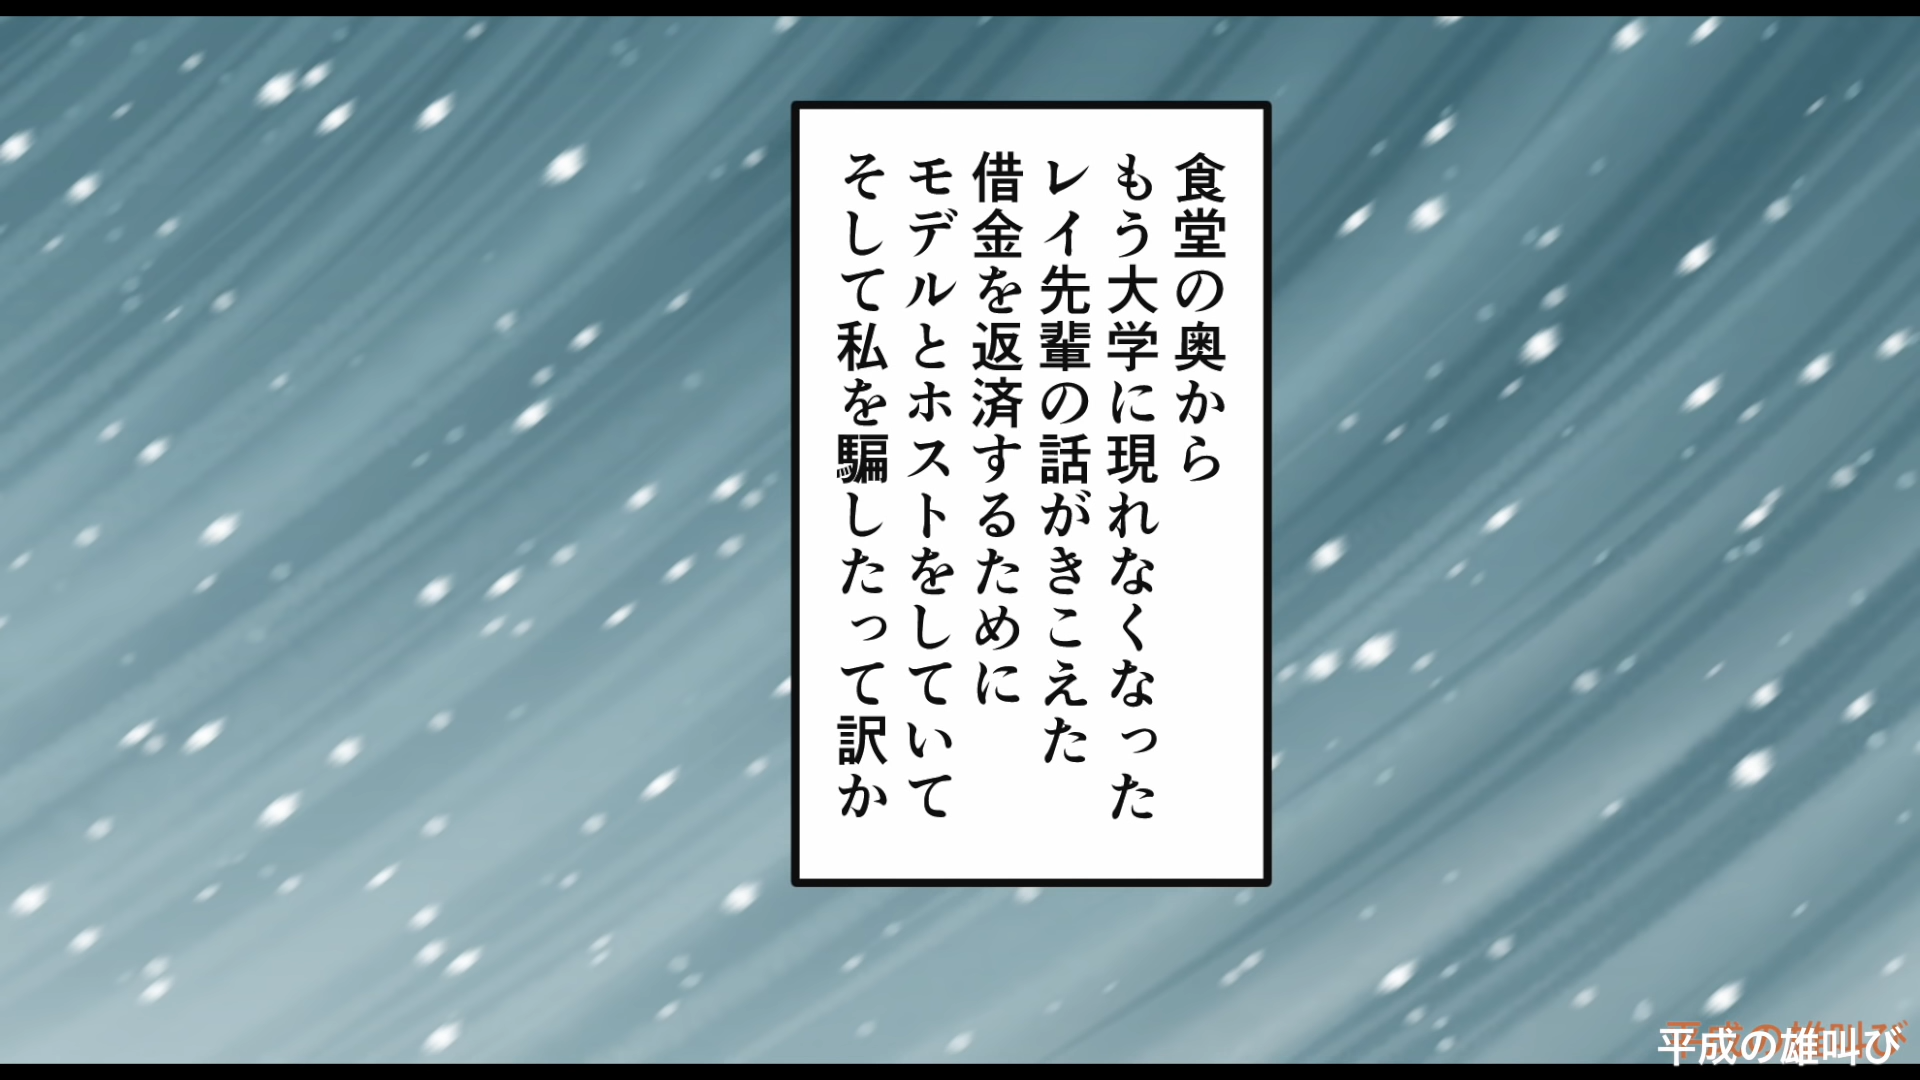 食堂の奥から
もう大学に現れなくなった
レイ先輩の話がきこえた
借金を返済するために
モデルとホストをしていて
そして私を騙したって訳か
平成の雄叫び